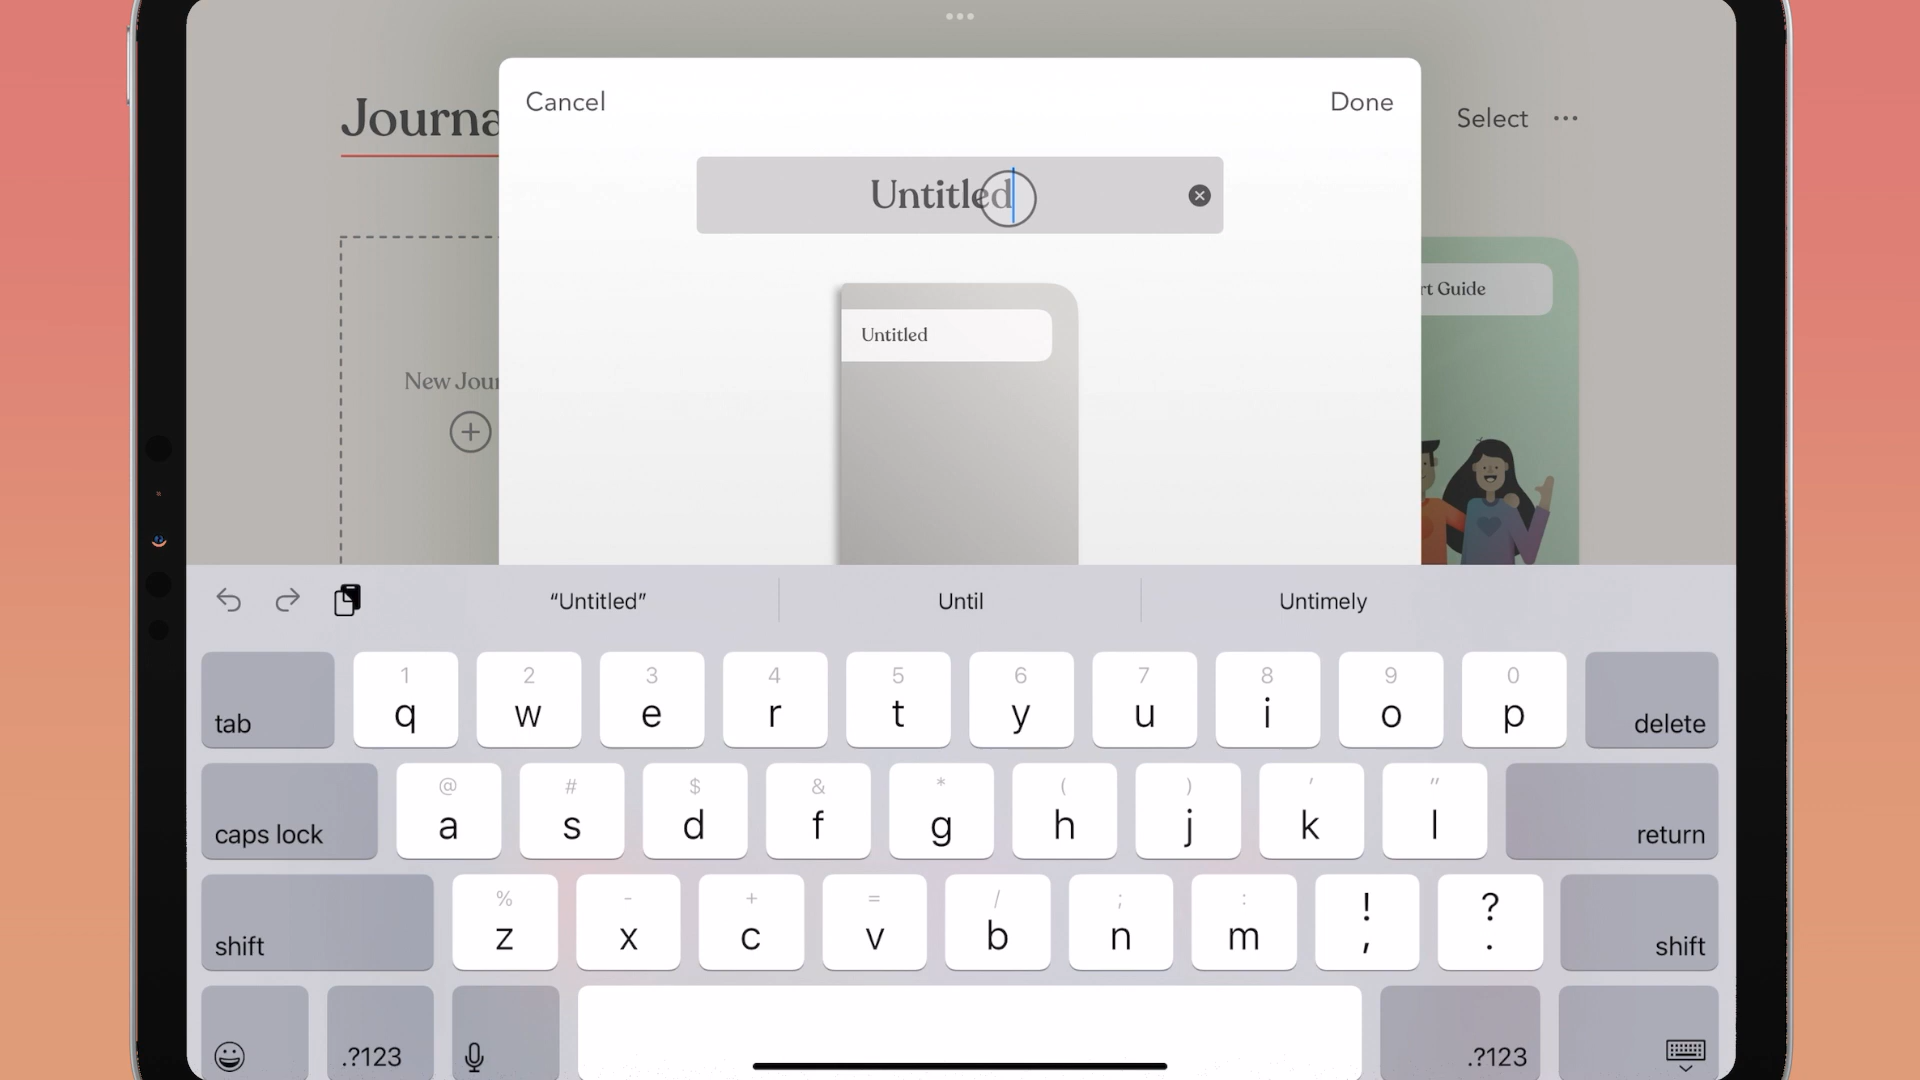 Cancel
Done
Journa
Select
Untitled
rt Guide
Untitled
New Jour
“Untitled”
Until
Untimely
1 2 3 4 5 6 7 8 9 0
tab q w e r t y u i o p delete
@ # $ & * ( ) ' "
caps lock a s d f g h j k l return
% - + = / ; : ! ?
shift z x c v b n m , . shift
.?123
.?123